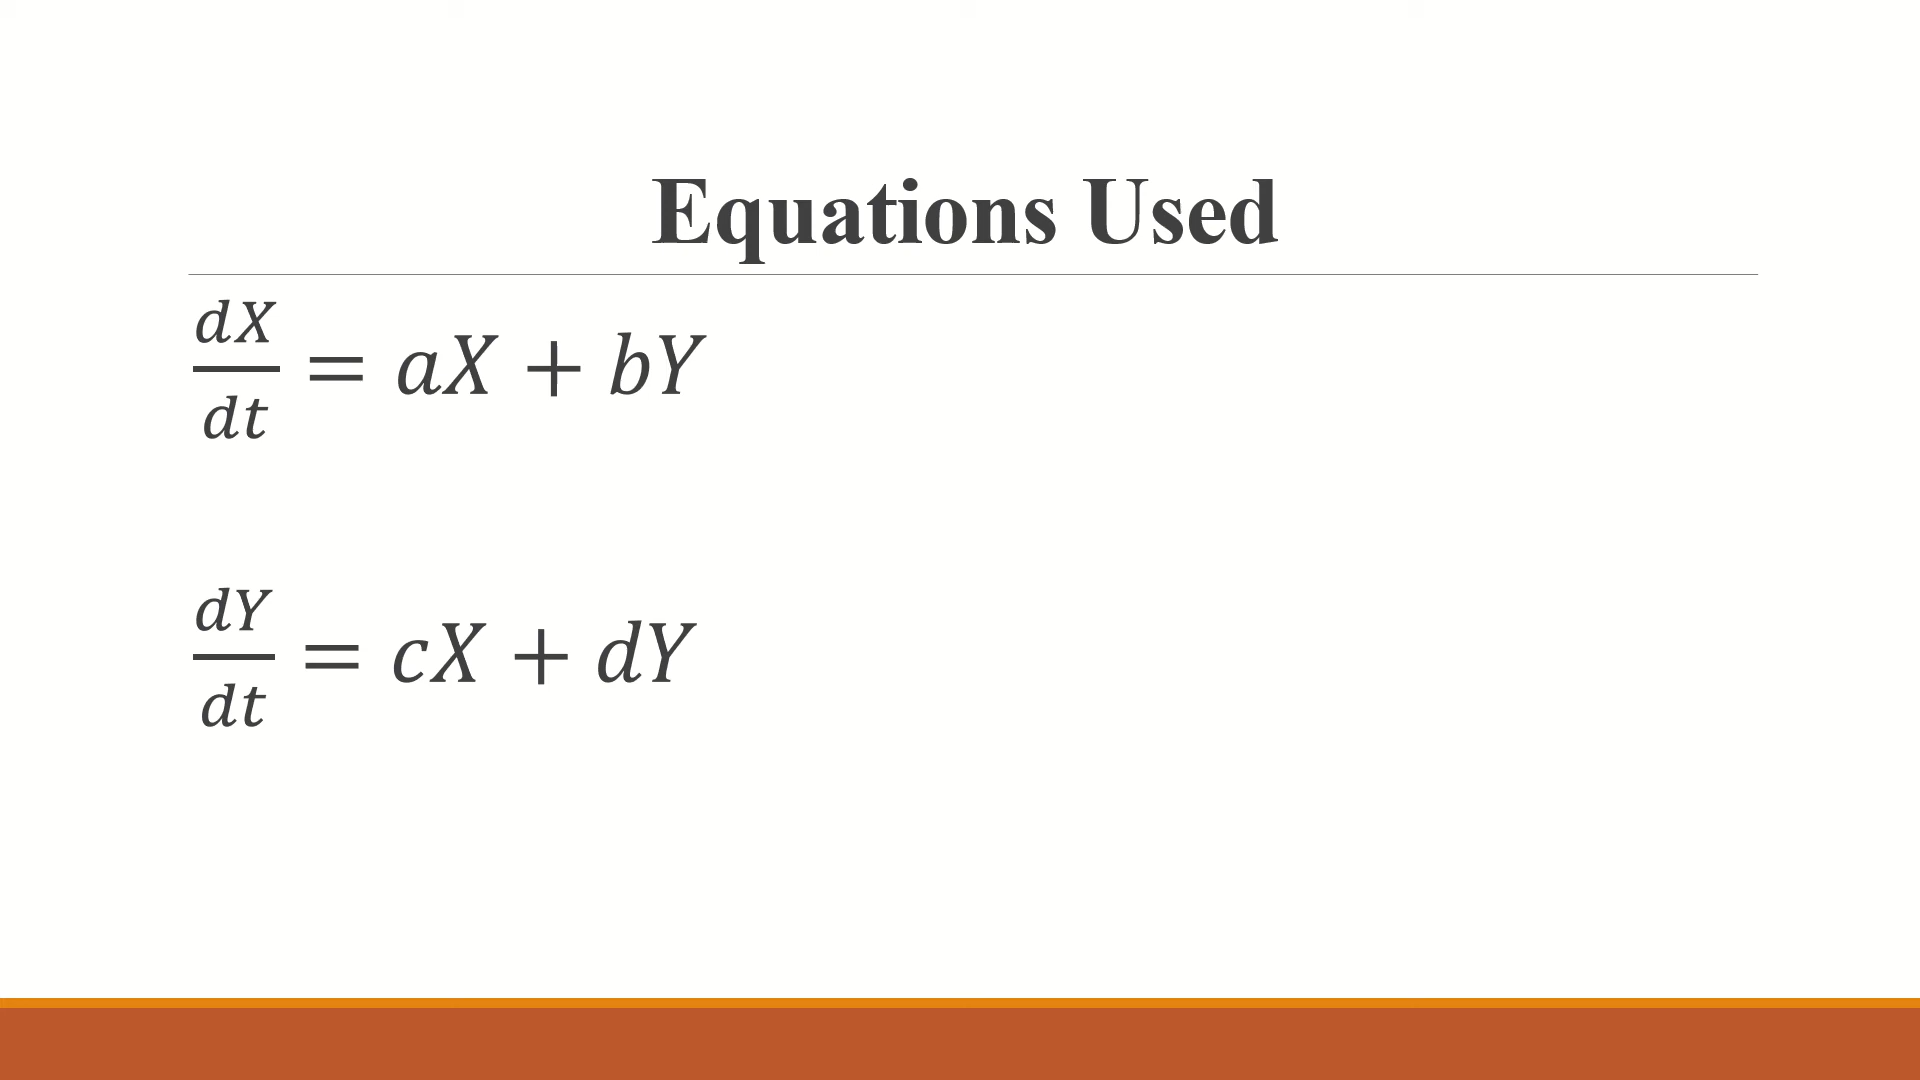 Equations Used
dX/dt = aX + bY
dY/dt = cX + dY